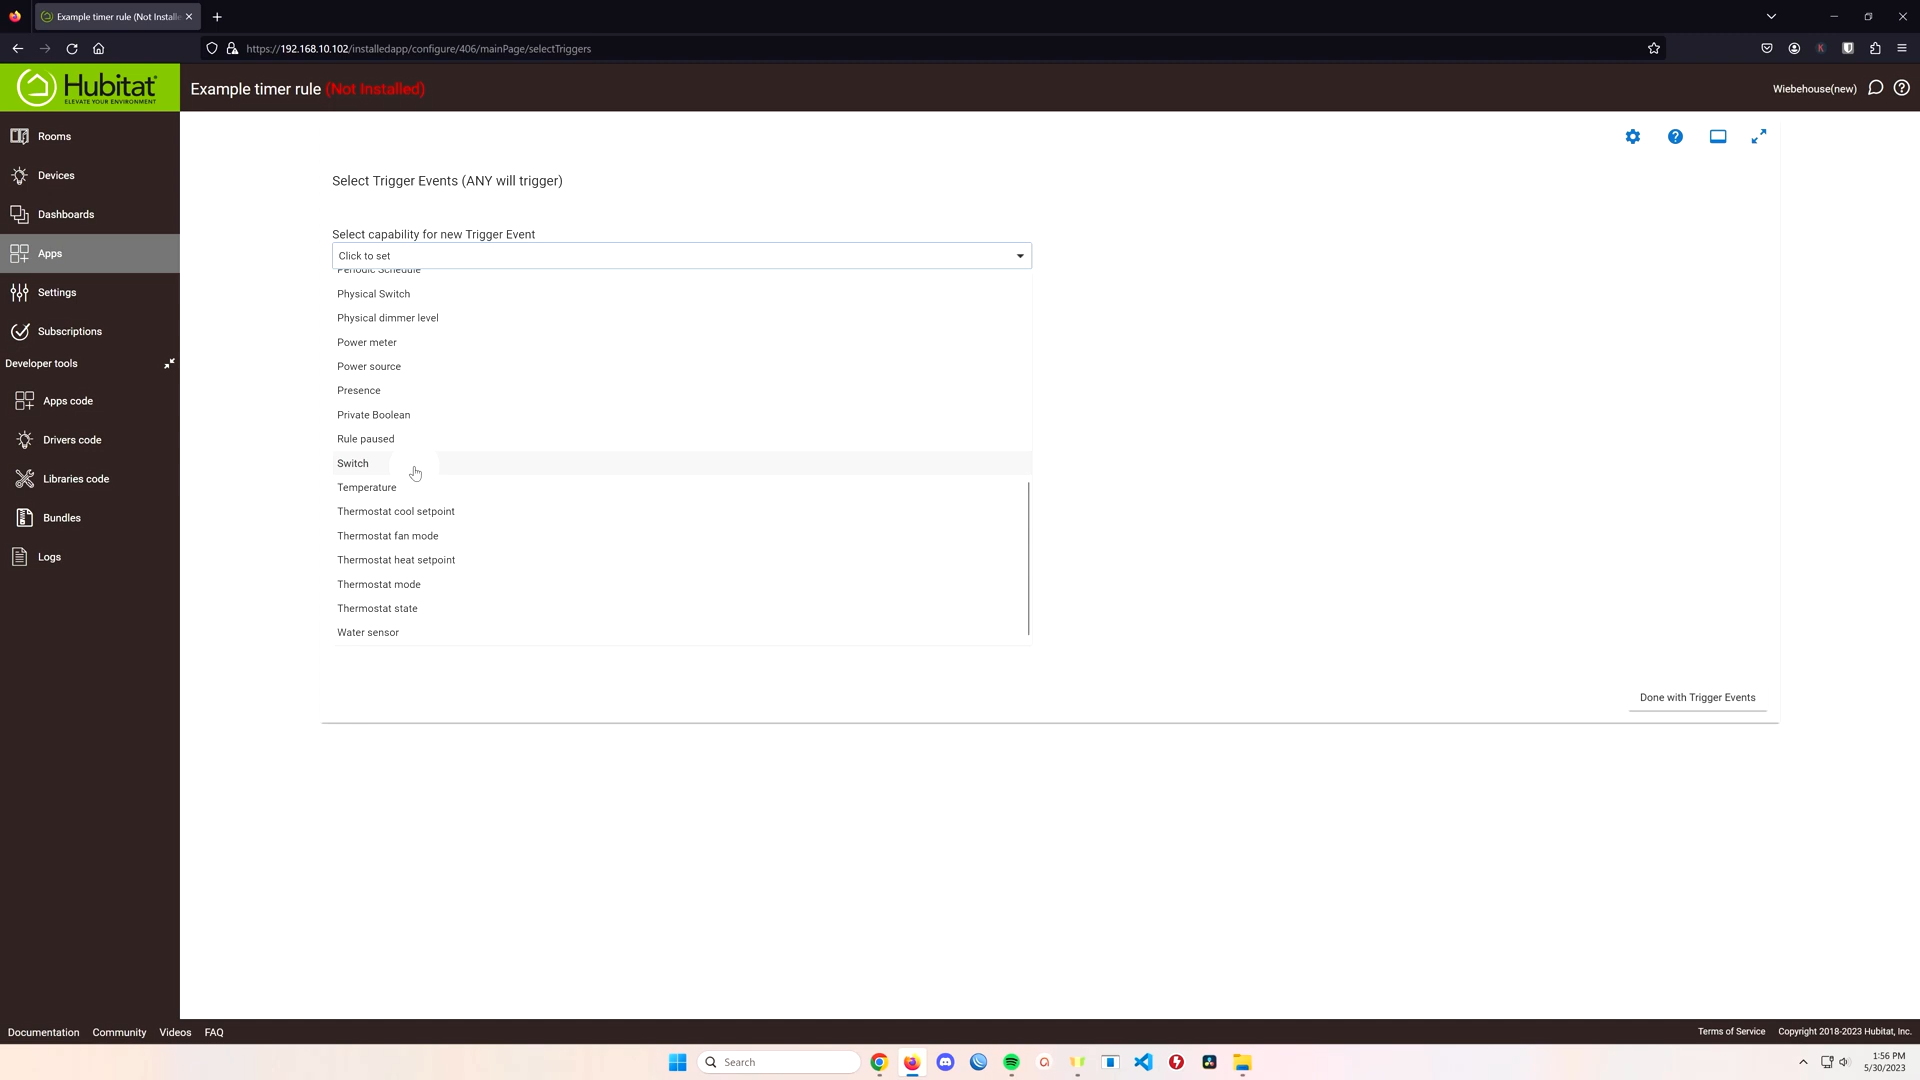 Example timer rule (Not Installe
https://192.168.10.102/installedapp/configure/406/mainPage/selectTriggers
Hubitat
ELEVATE YOUR ENVIRONMENT
Example timer rule (Not Installed)
Wiebehouse(new)
Rooms
Devices
Dashboards
Apps
Settings
Subscriptions
Developer tools
Apps code
Drivers code
Libraries code
Bundles
Logs
Select Trigger Events (ANY will trigger)
Select capability for new Trigger Event
Click to set
Periodic Schedule
Physical Switch
Physical dimmer level
Power meter
Power source
Presence
Private Boolean
Rule paused
Switch
Temperature
Thermostat cool setpoint
Thermostat fan mode
Thermostat heat setpoint
Thermostat mode
Thermostat state
Water sensor
Done with Trigger Events
Documentation Community Videos FAQ
Terms of Service Copyright 2018-2023 Hubitat, Inc.
Search
1:56 PM
5/30/2023